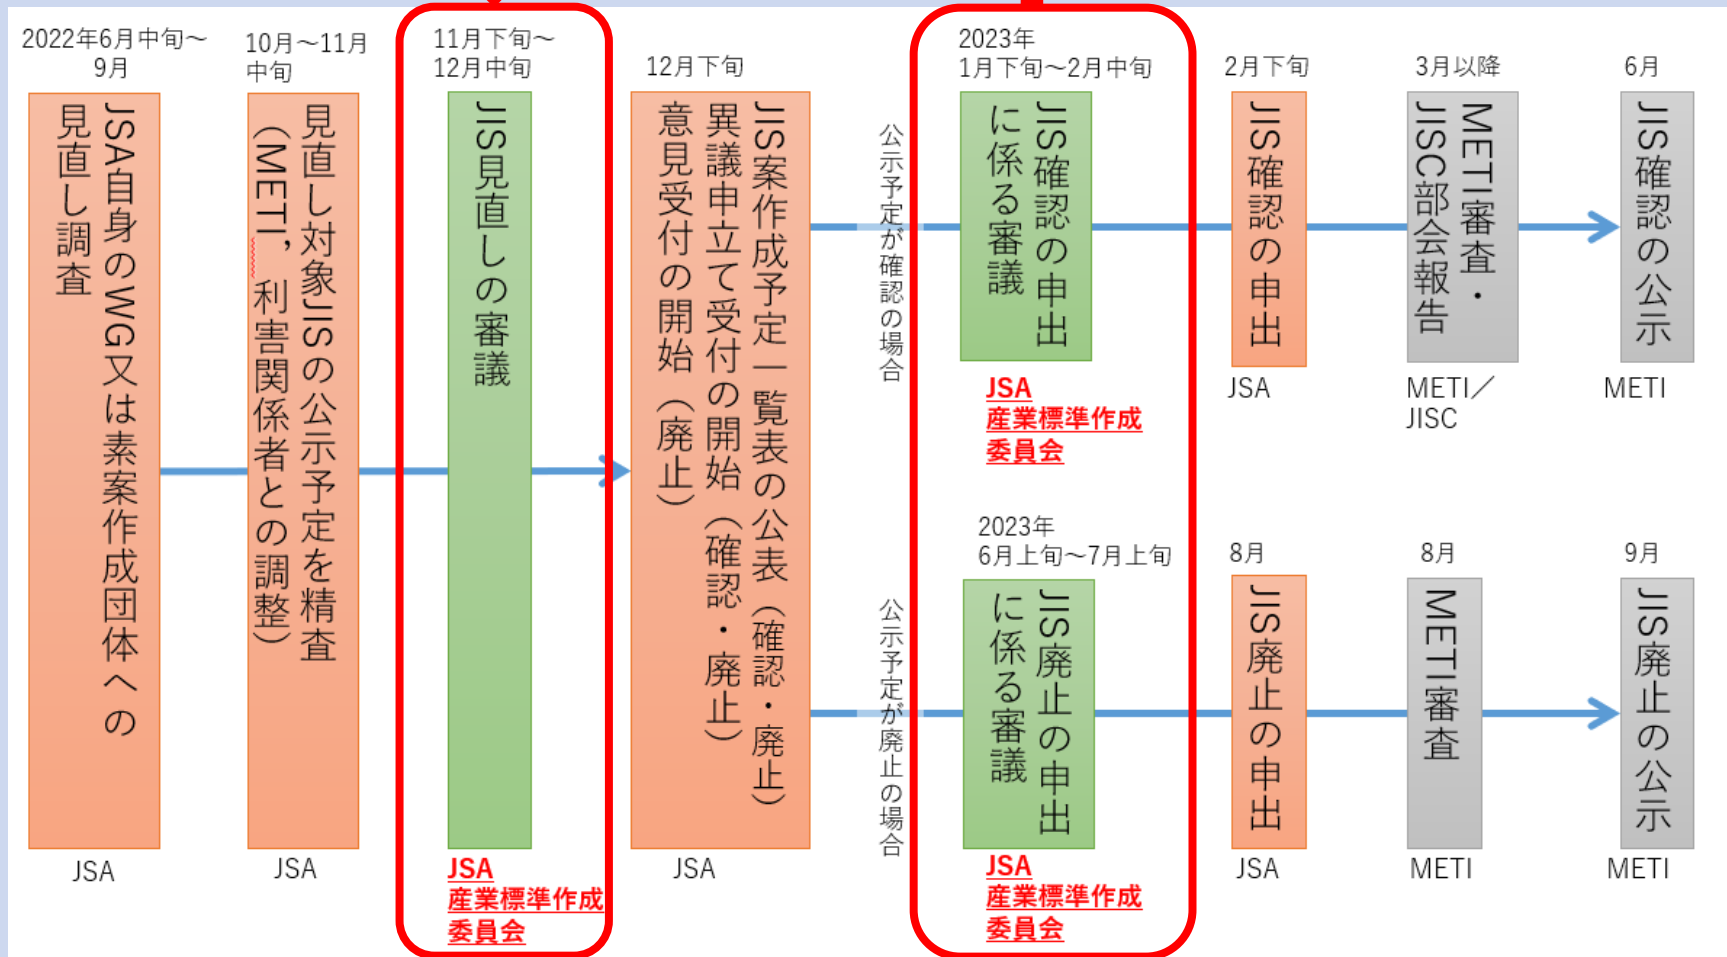 2022年6月中旬～
9月
JSA自身のWG又は素案作成団体への
見直し調査
JSA
10月～11月
中旬
見直し対象JISの公示予定を精査
（METI，利害関係者との調整）
JSA
11月下旬～
12月中旬
JIS見直しの審議
JSA
産業標準作成
委員会
12月下旬
JIS案作成予定一覧表の公表（確認・廃止）
異議申立て受付の開始（確認・廃止）
意見受付の開始（廃止）
JSA
公示予定が確認の場合
2023年
1月下旬～2月中旬
JIS確認の申出
に係る審議
JSA
産業標準作成
委員会
2月下旬
JIS確認の申出
JSA
3月以降
METI審査・
JISC部会報告
METI／
JISC
6月
JIS確認の公示
METI
公示予定が廃止の場合
2023年
6月上旬～7月上旬
JIS廃止の申出
に係る審議
JSA
産業標準作成
委員会
8月
JIS廃止の申出
JSA
8月
METI審査
METI
9月
JIS廃止の公示
METI